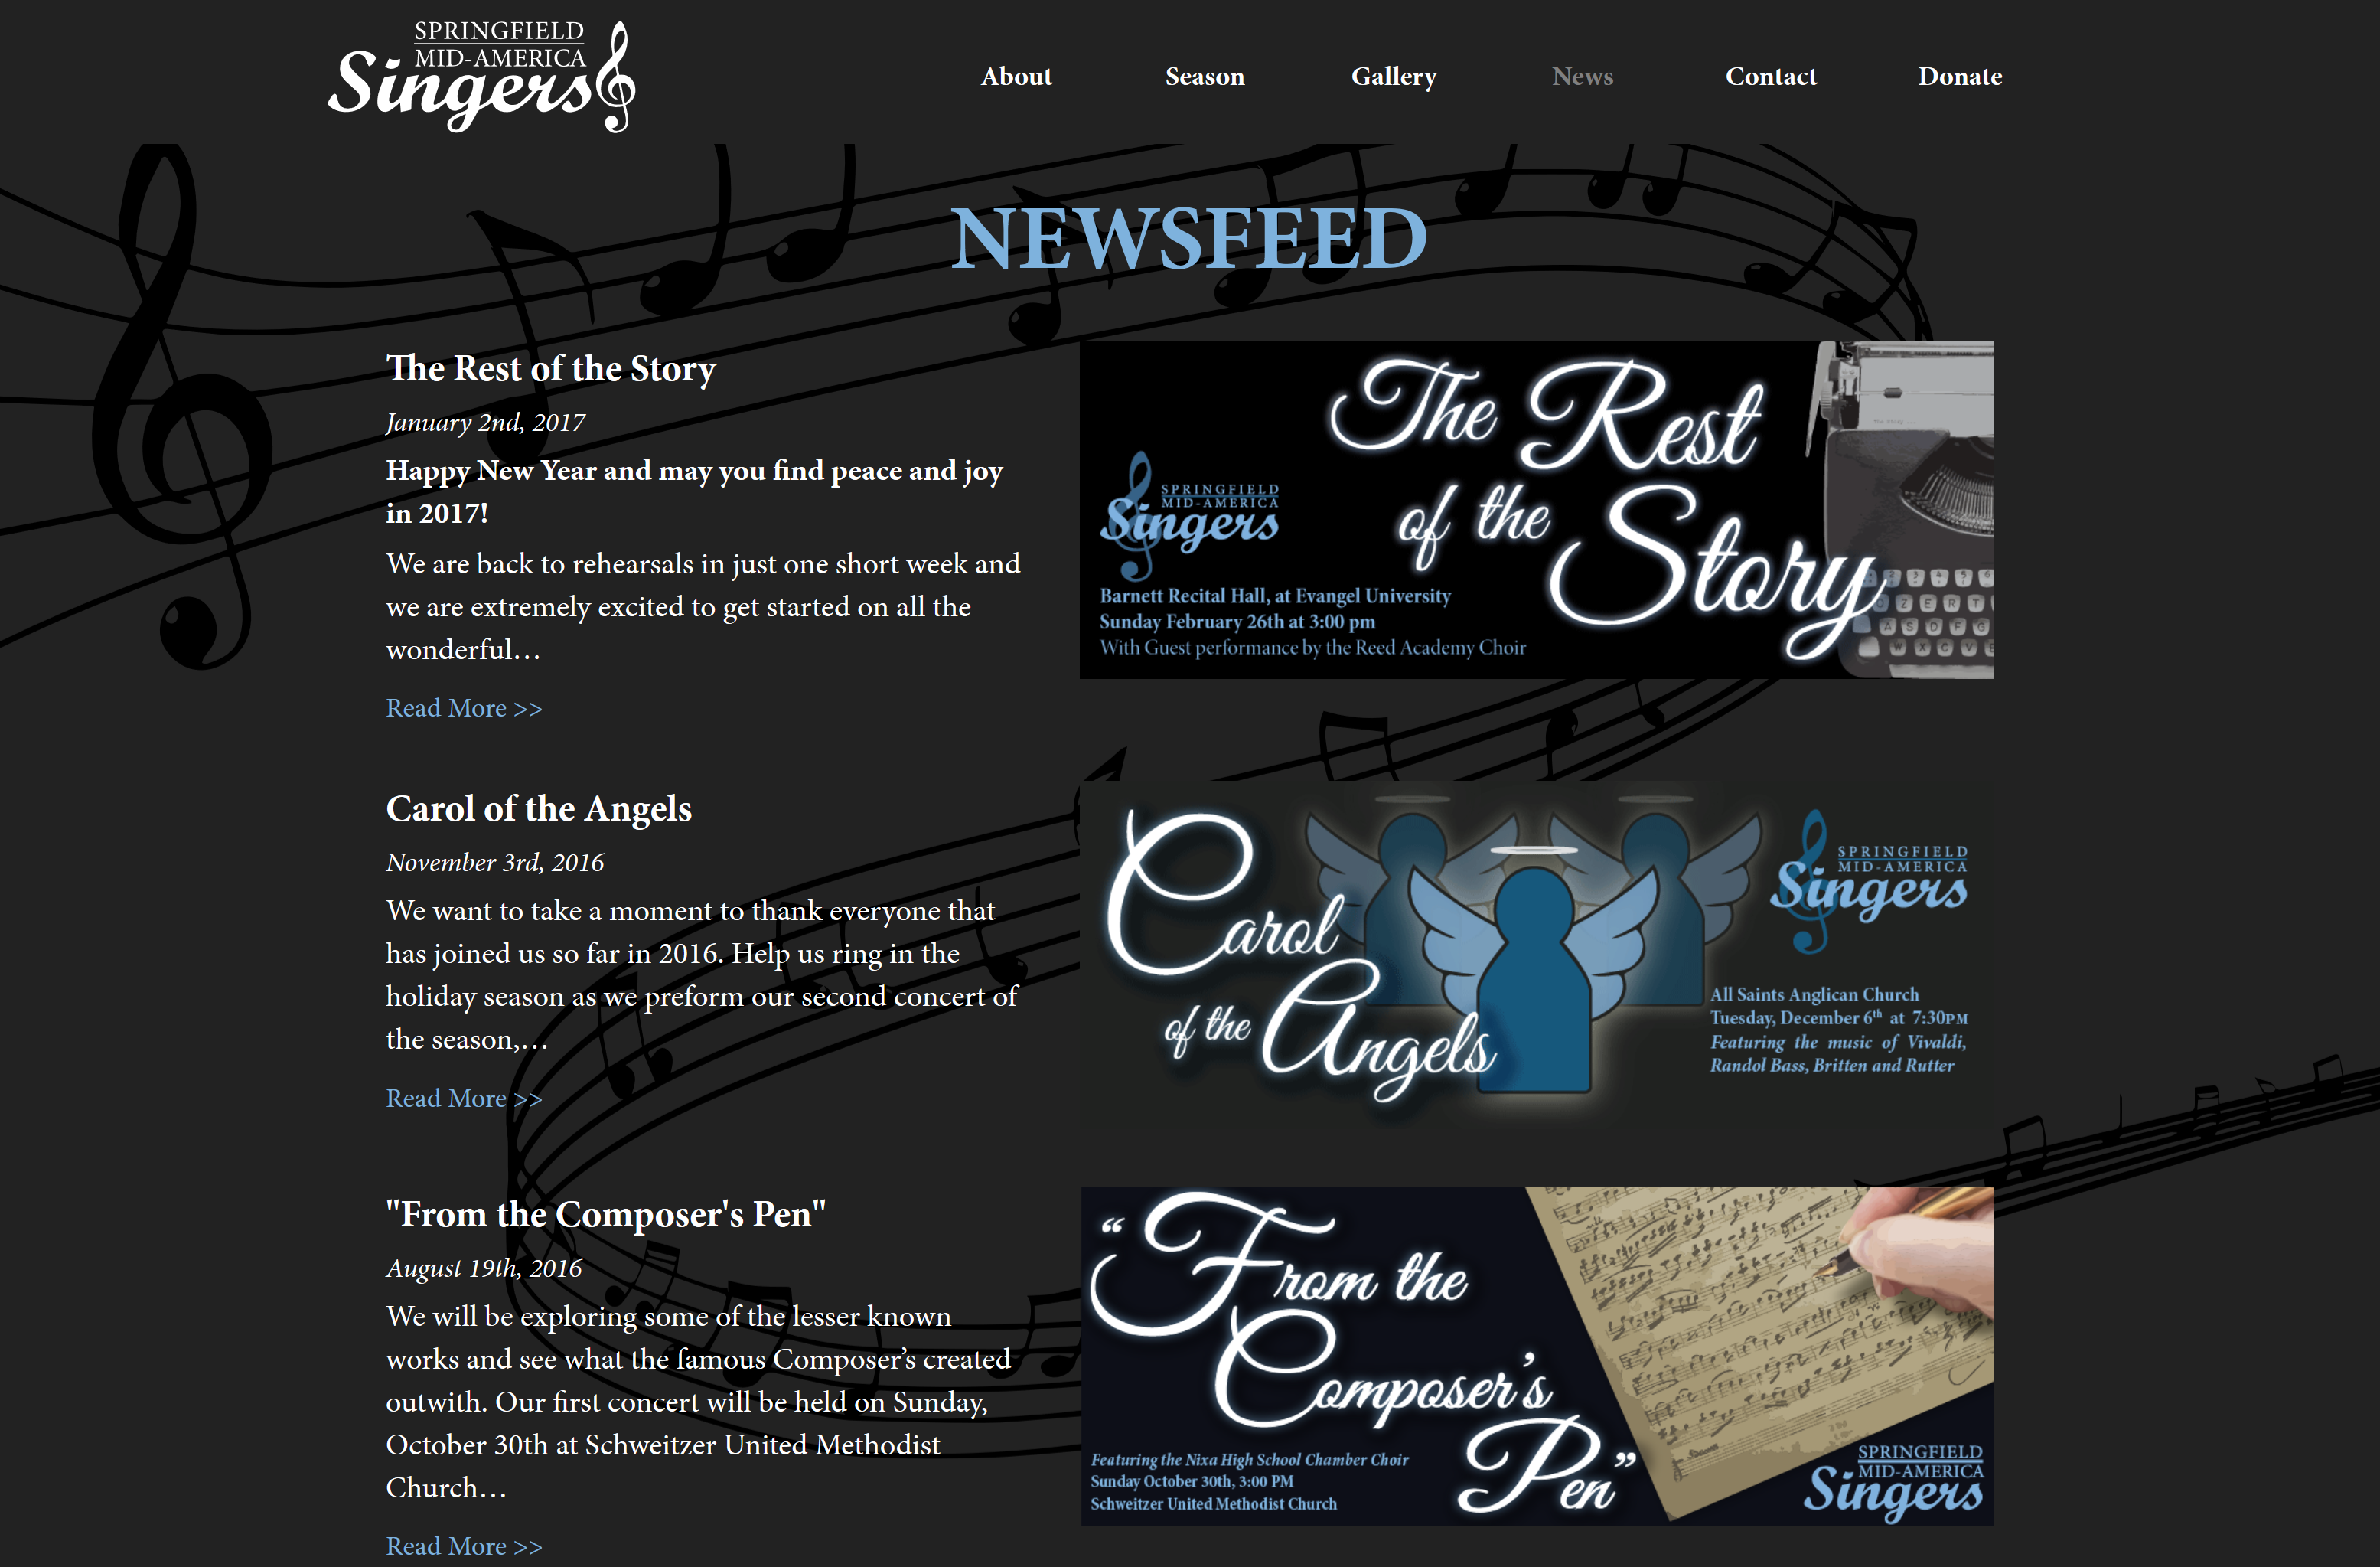 SPRINGFIELD
MID-AMERICA
Singers
About
Season
Gallery
News
Contact
Donate
NEWSFEED
The Rest of the Story
January 2nd, 2017
Happy New Year and may you find peace and joy
in 2017!
We are back to rehearsals in just one short week and
we are extremely excited to get started on all the
wonderful…
Read More >>
The Rest
of the
Story
SPRINGFIELD
MID-AMERICA
Singers
Barnett Recital Hall, at Evangel University
Sunday February 26th at 3:00 pm
With Guest performance by the Reed Academy Choir
Carol of the Angels
November 3rd, 2016
We want to take a moment to thank everyone that
has joined us so far in 2016. Help us ring in the
holiday season as we preform our second concert of
the season,…
Read More >>
Carol
of the
Angels
SPRINGFIELD
MID-AMERICA
Singers
All Saints Anglican Church
Tuesday, December 6th at 7:30PM
Featuring the music of Vivaldi,
Randol Bass, Britten and Rutter
"From the Composer's Pen"
August 19th, 2016
We will be exploring some of the lesser known
works and see what the famous Composer’s created
outwith. Our first concert will be held on Sunday,
October 30th at Schweitzer United Methodist
Church…
Read More >>
“From the
Composer’s
Pen”
Featuring the Nixa High School Chamber Choir
Sunday October 30th, 3:00 PM
Schweitzer United Methodist Church
SPRINGFIELD
MID-AMERICA
Singers